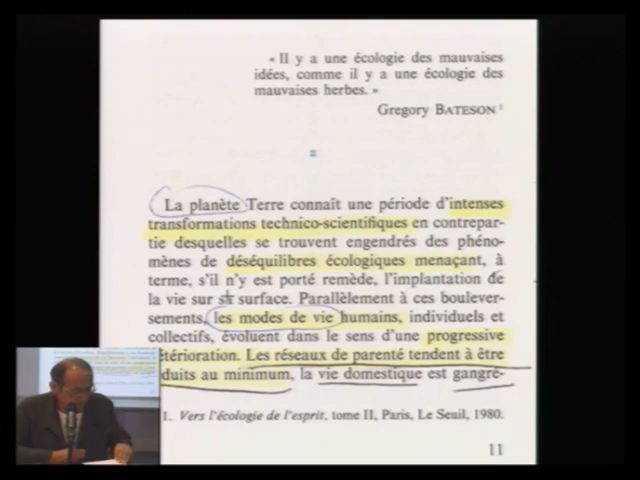 « Il y a une écologie des mauvaises
idées, comme il y a une écologie des
mauvaises herbes. »
Gregory BATESON ¹
La planète Terre connaît une période d'intenses
transformations technico-scientifiques en contrepar-
tie desquelles se trouvent engendrés des phéno-
mènes de déséquilibres écologiques menaçant, à
terme, s'il n'y est porté remède, l'implantation de
la vie sur surface. Parallèlement à ces boulever-
sements, les modes de vie humains, individuels et
collectifs, évoluent dans le sens d'une progressive
étérioration. Les réseaux de parenté tendent à être
duits au minimum, la vie domestique est gangré-
1. Vers l'écologie de l'esprit, tome II, Paris, Le Seuil, 1980.
11